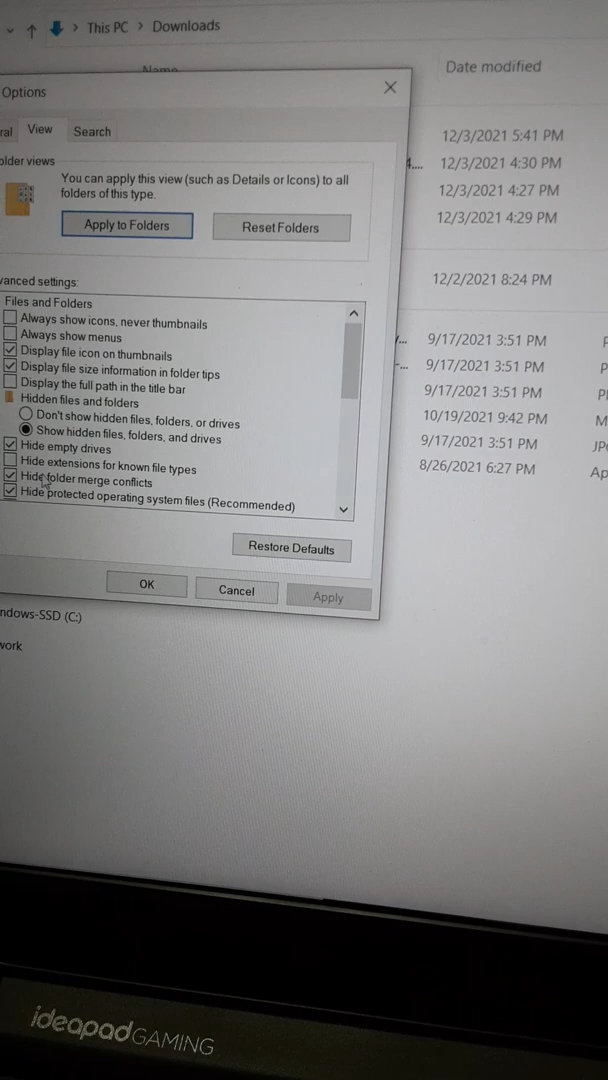 This PC > Downloads
Name
Date modified
Options
View
Search
You can apply this view (such as Details or Icons) to all
folders of this type.
Apply to Folders
Reset Folders
settings:
Files and Folders
Always show icons, never thumbnails
Always show menus
Display file icon on thumbnails
Display file size information in folder tips
Display the full path in the title bar
Hidden files and folders
Don't show hidden files, folders, or drives
Show hidden files, folders, and drives
Hide empty drives
Hide extensions for known file types
Hide folder merge conflicts
Hide protected operating system files (Recommended)
Restore Defaults
OK
Cancel
Apply
12/3/2021 5:41 PM
4.... 12/3/2021 4:30 PM
12/3/2021 4:27 PM
12/3/2021 4:29 PM
12/2/2021 8:24 PM
9/17/2021 3:51 PM
9/17/2021 3:51 PM
9/17/2021 3:51 PM
10/19/2021 9:42 PM
9/17/2021 3:51 PM
8/26/2021 6:27 PM
ndows-SSD (C:)
work
ideapad GAMING